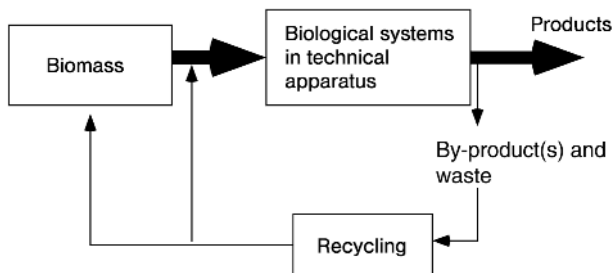 Products
Biomass
Biological systems
in technical
apparatus
By-product(s) and
waste
Recycling